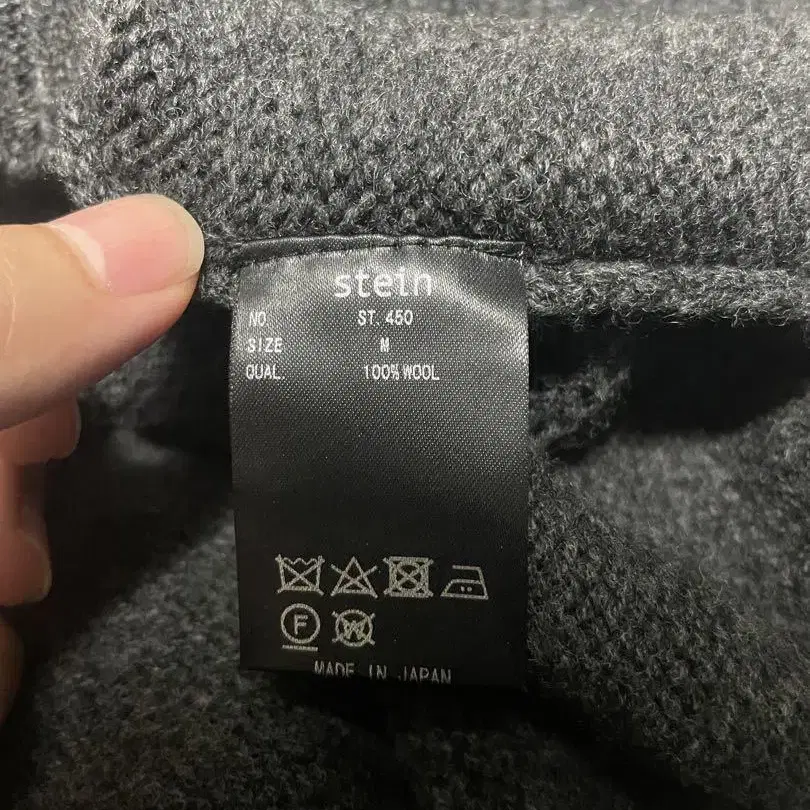 stein
NO. ST.450
SIZE M
QUAL. 100% WOOL
F W
MADE IN JAPAN